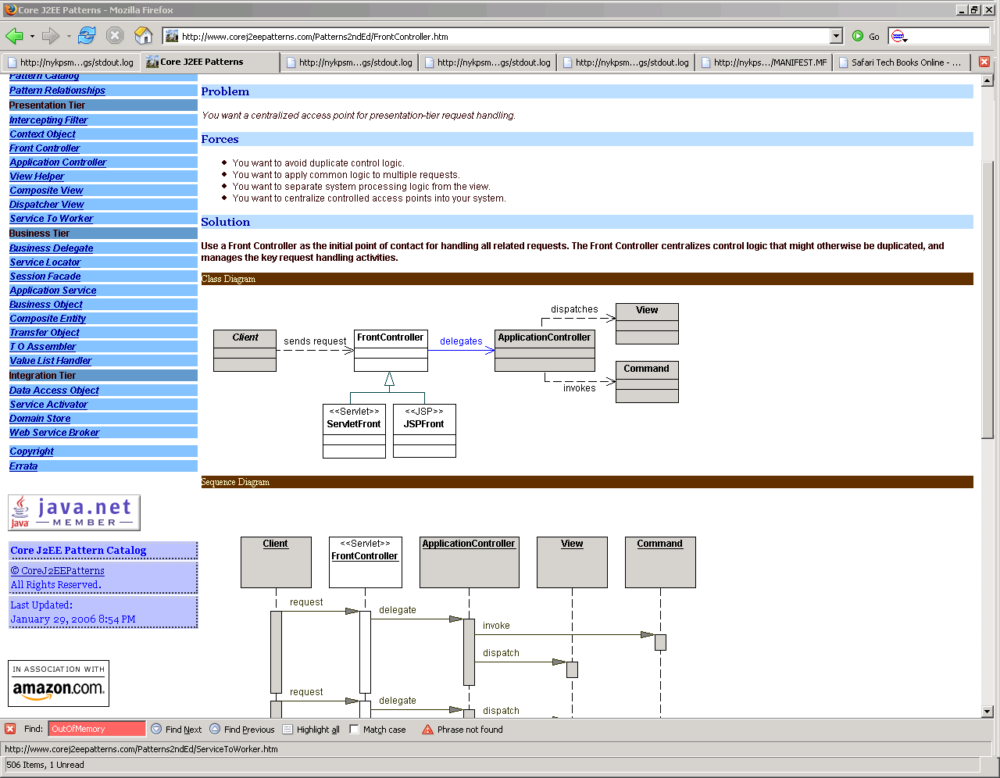 Core J2EE Patterns - Mozilla Firefox
http://www.corej2eepatterns.com/Patterns2ndEd/FrontController.htm
Go
http://nykpsm...gs/stdout.log
Core J2EE Patterns
http://nykpsm...gs/stdout.log
http://nykpsm...gs/stdout.log
http://nykpsm...gs/stdout.log
http://nykps.../MANIFEST.MF
Safari Tech Books Online - ...
Pattern Catalog
Pattern Relationships
Presentation Tier
Intercepting Filter
Context Object
Front Controller
Application Controller
View Helper
Composite View
Dispatcher View
Service To Worker
Business Tier
Business Delegate
Service Locator
Session Facade
Application Service
Business Object
Composite Entity
Transfer Object
T O Assembler
Value List Handler
Integration Tier
Data Access Object
Service Activator
Domain Store
Web Service Broker
Copyright
Errata
Java
java.net
MEMBER
Core J2EE Pattern Catalog
© CoreJ2EEPatterns
All Rights Reserved.
Last Updated:
January 29, 2006 8:54 PM
IN ASSOCIATION WITH
amazon.com.
Problem
You want a centralized access point for presentation-tier request handling.
Forces
You want to avoid duplicate control logic.
You want to apply common logic to multiple requests.
You want to separate system processing logic from the view.
You want to centralize controlled access points into your system.
Solution
Use a Front Controller as the initial point of contact for handling all related requests. The Front Controller centralizes control logic that might otherwise be duplicated, and
manages the key request handling activities.
Class Diagram
dispatches
View
Client
sends request
FrontController
delegates
ApplicationController
Command
invokes
<<Servlet>>
ServletFront
<<JSP>>
JSPFront
Sequence Diagram
Client
<<Servlet>>
FrontController
ApplicationController
View
Command
request
delegate
invoke
dispatch
request
delegate
dispatch
Find:
OutOfMemory
Find Next
Find Previous
Highlight all
Match case
Phrase not found
http://www.corej2eepatterns.com/Patterns2ndEd/ServiceToWorker.htm
506 Items, 1 Unread